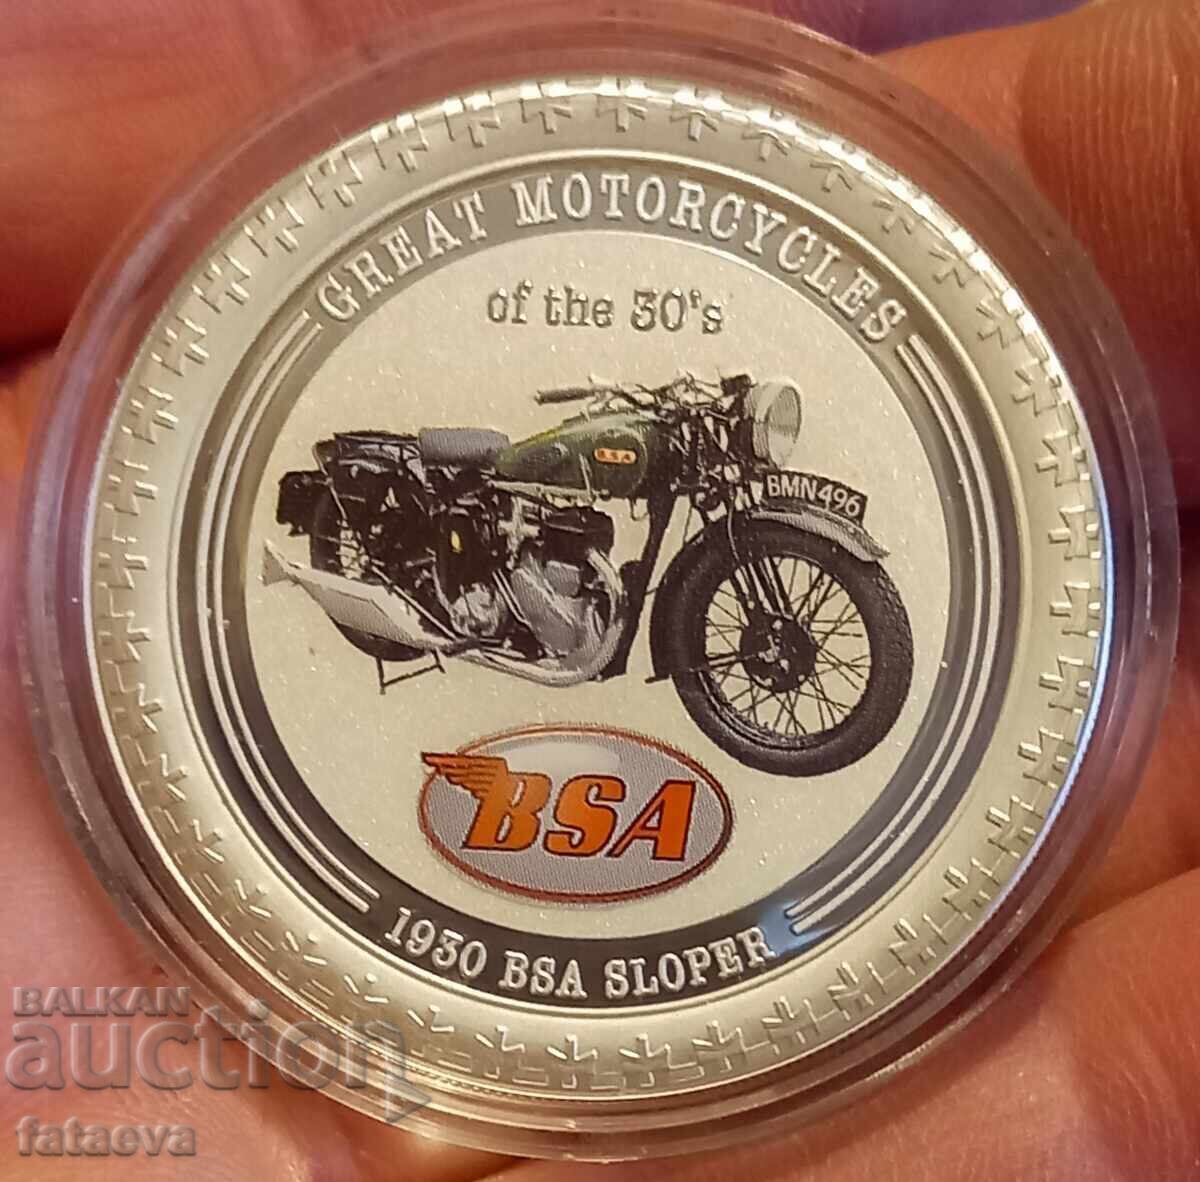 GREAT MOTORCYCLES
of the 30's
BSA
BMN496
BSA
1930 BSA SLOPER
BALKAN
auction
fataeva